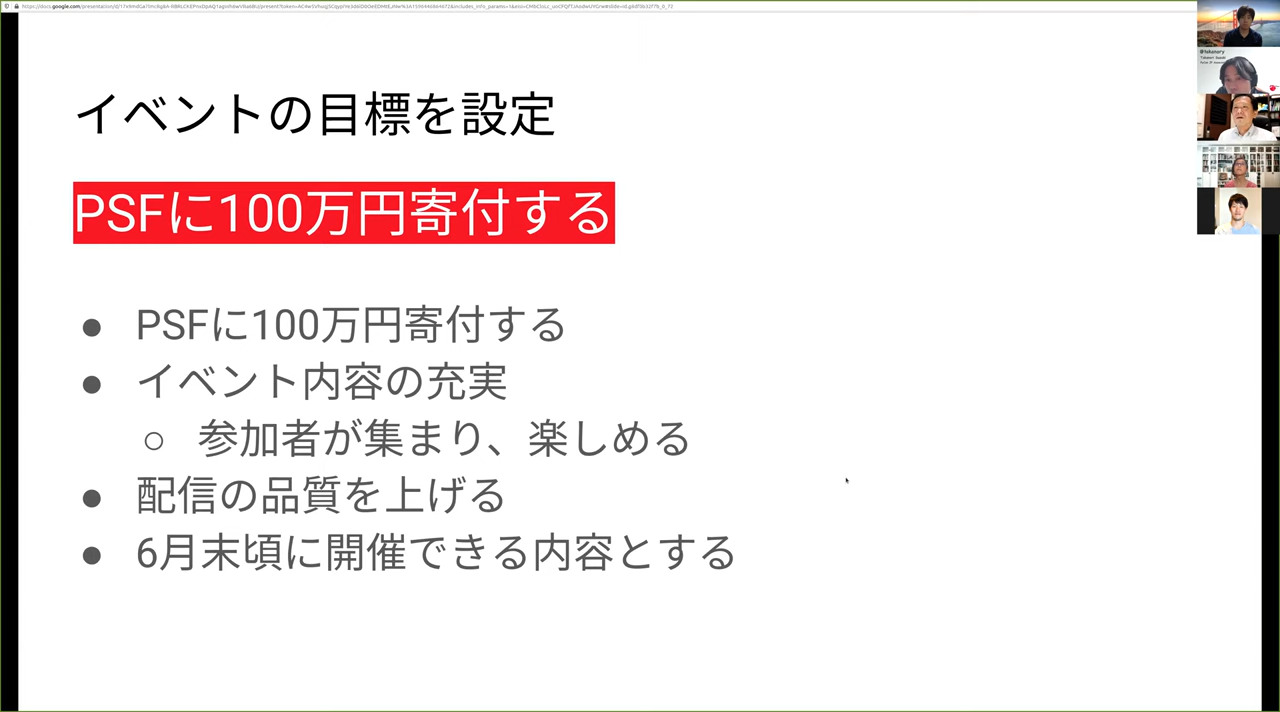 イベントの目標を設定
PSFに100万円寄付する
● PSFに100万円寄付する
● イベント内容の充実
○ 参加者が集まり、楽しめる
● 配信の品質を上げる
● 6月末頃に開催できる内容とする
@takanory